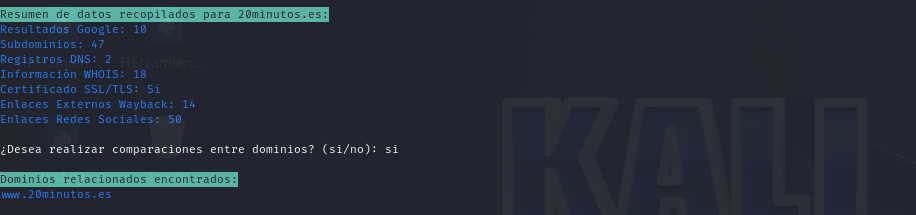 Resumen de datos recopilados para 20minutos.es:
Resultados Google: 10
Subdominios: 47
Registros DNS: 2
Herramien...
Información WHOIS: 18
Certificado SSL/TLS: Sí
Enlaces Externos Wayback: 14
Enlaces Redes Sociales: 50
¿Desea realizar comparaciones entre dominios? (si/no): si
Dominios relacionados encontrados:
www.20minutos.es
KALI